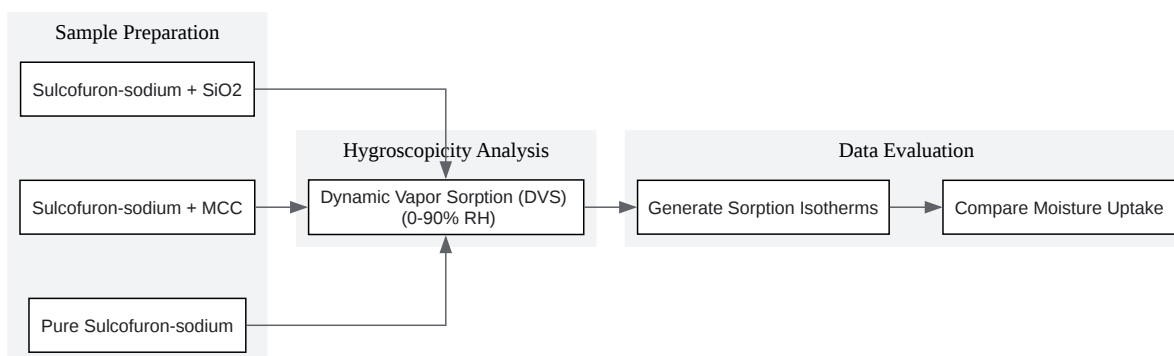 Sample Preparation
Sulcofuron-sodium + SiO2
Sulcofuron-sodium + MCC
Pure Sulcofuron-sodium
Hygroscopicity Analysis
Dynamic Vapor Sorption (DVS)
(0-90% RH)
Data Evaluation
Generate Sorption Isotherms
Compare Moisture Uptake